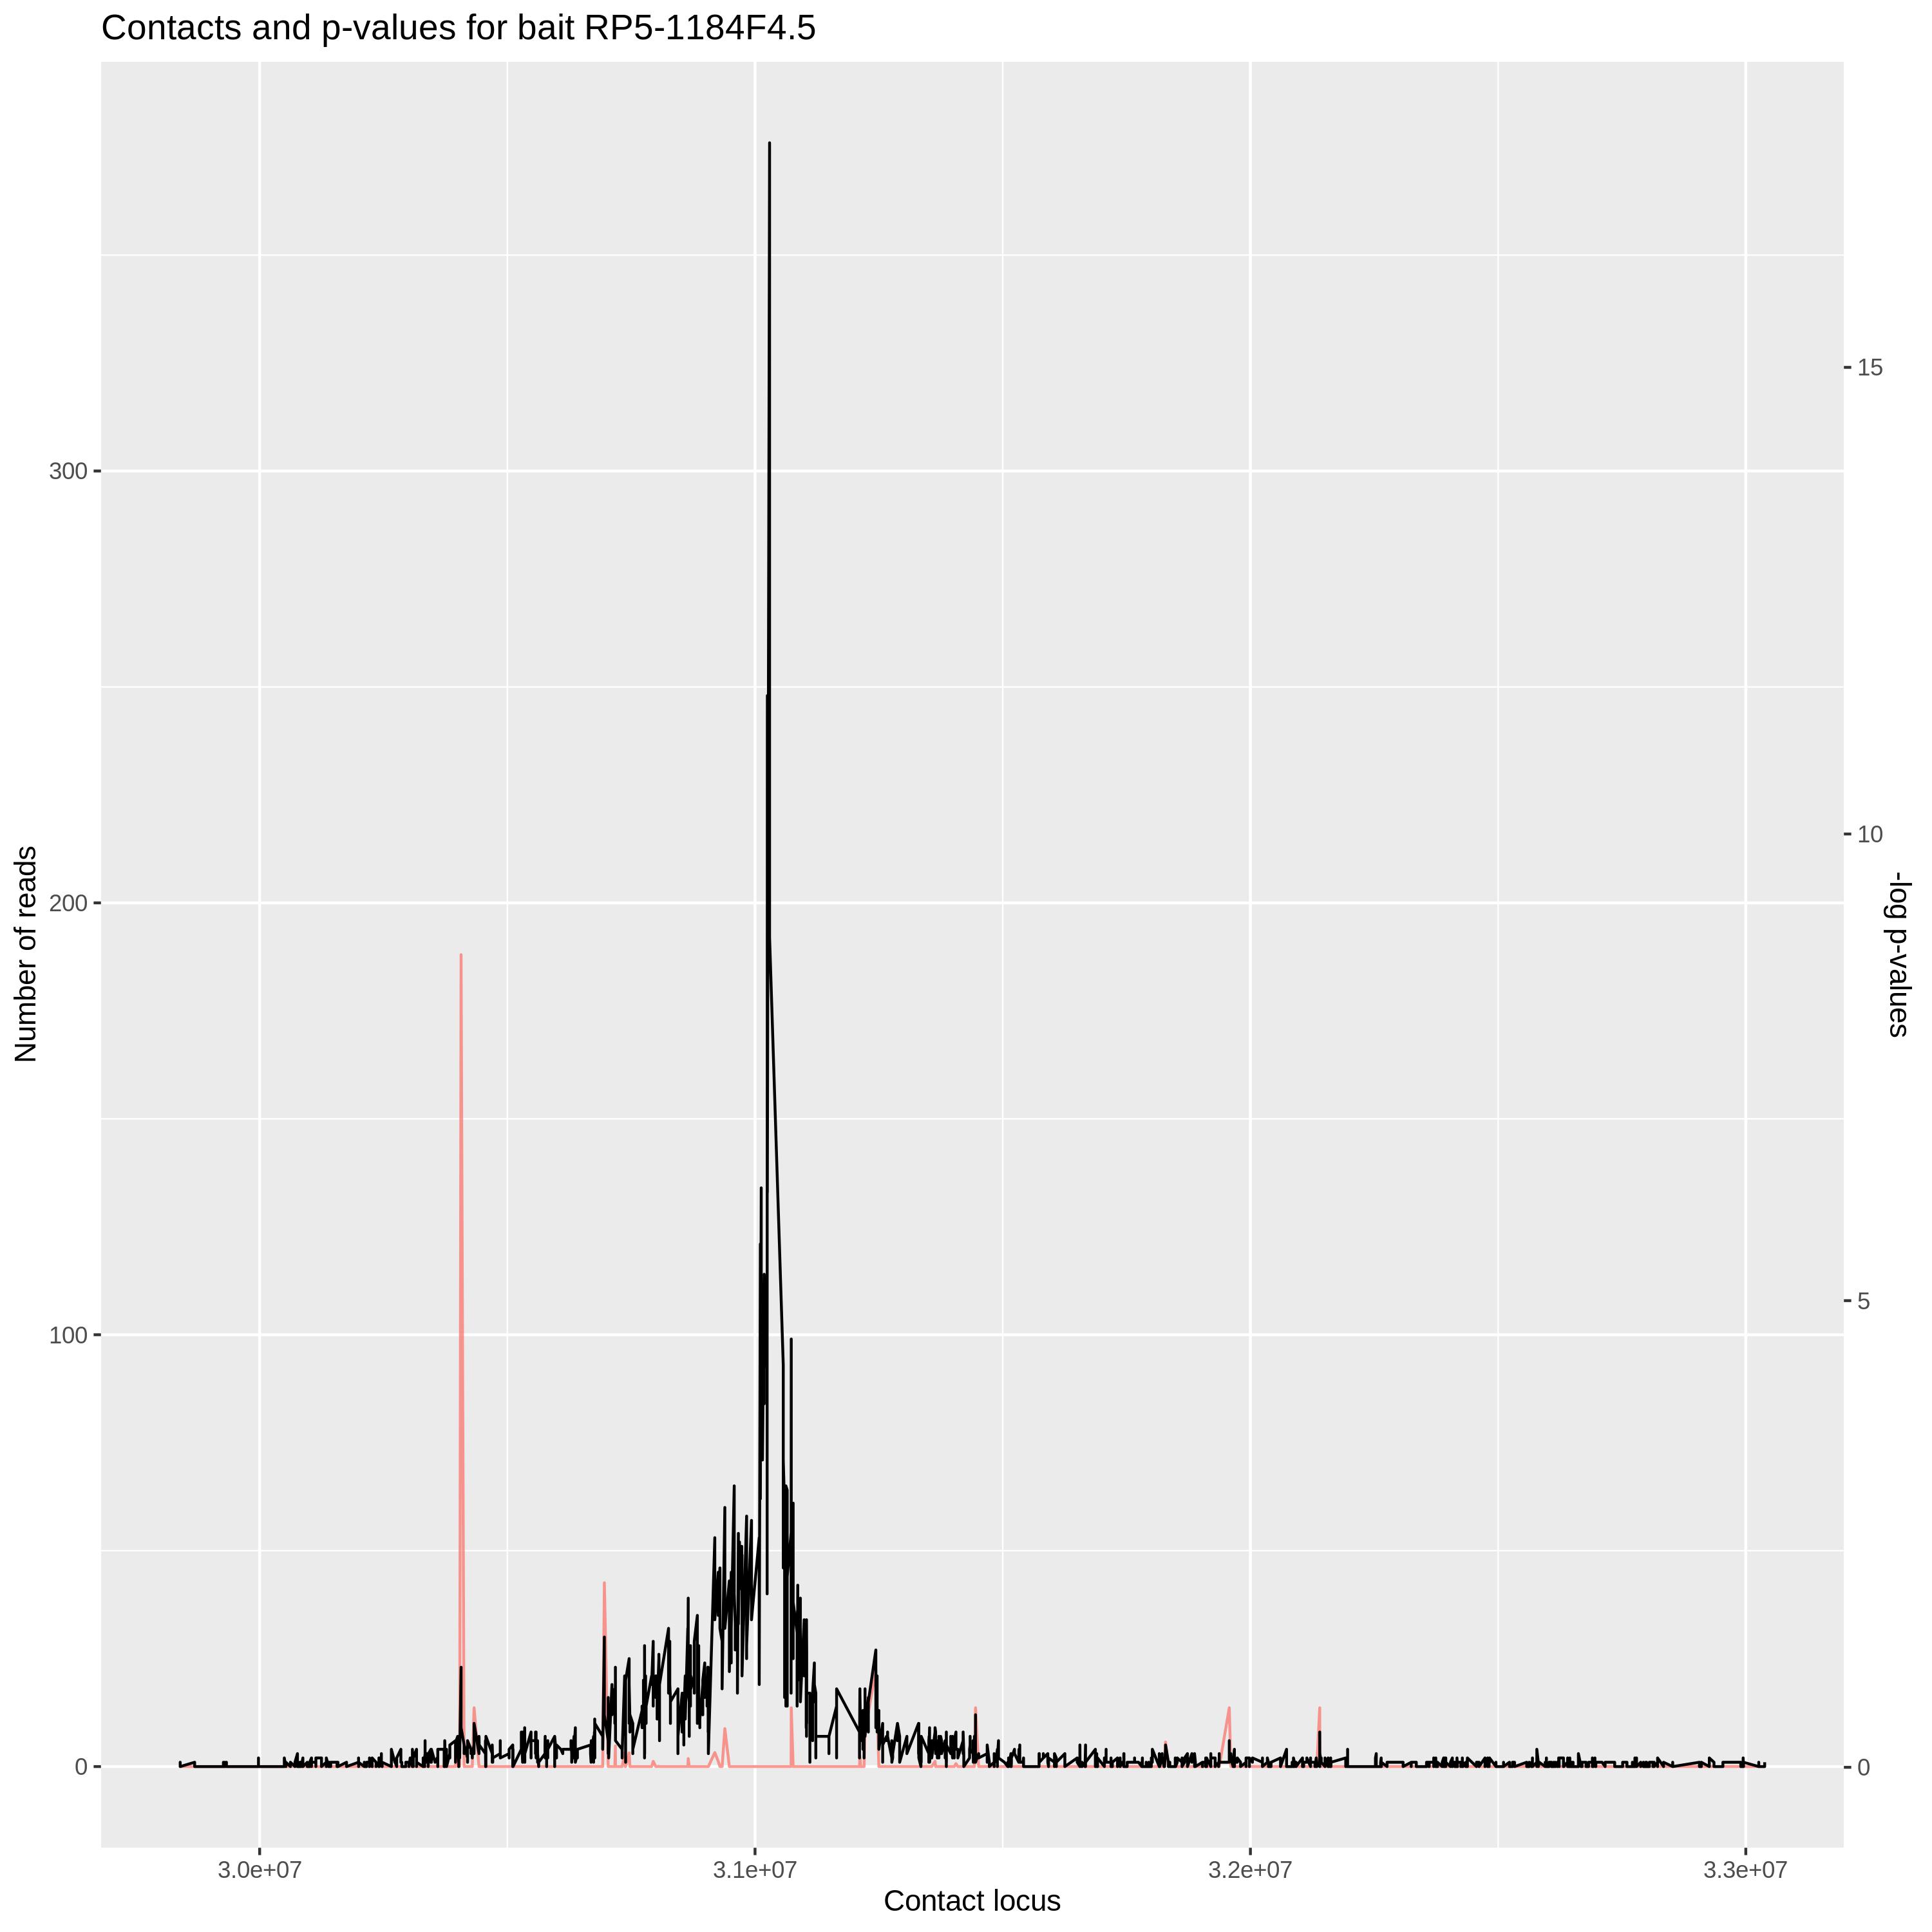 Contacts and p-values for bait RP5-1184F4.5
Number of reads
300
200
100
0
15
10
5
0
-log p-values
3.0e+07
3.1e+07
3.2e+07
3.3e+07
Contact locus